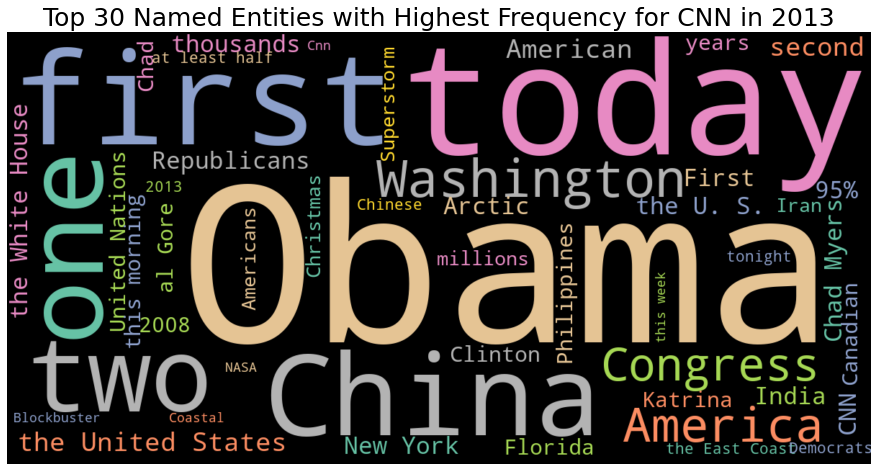 Top 30 Named Entities with Highest Frequency for CNN in 2013
first
today
Chad
thousands
Cnn
at least half
Superstorm
American
years
second
the White House
one
Republicans
Washington
First
95%
United Nations
2013
this morning
al Gore
2008
Obama
Americans
Christmas
Chinese
Arctic
the U. S.
Iran
millions
Philippines
this week
tonight
Chad Myers
two
NASA
China
Clinton
Congress
Canadian
CNN
India
Katrina
America
Blockbuster
Coastal
the United States
New York
Florida
the East Coast
Democrats